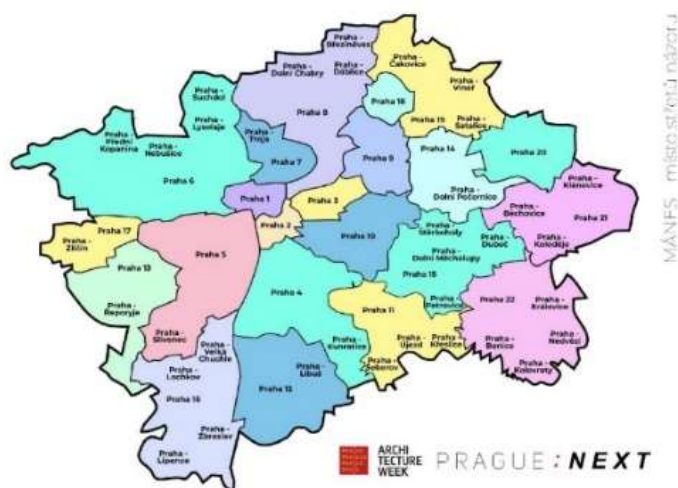 Praha -
Březiněves
Praha -
Dolní Chabry
Praha -
Ďáblice
Praha -
Čakovice
Praha -
Vinoř
Praha 18
Praha 8
Praha 19
Praha -
Satalice
Praha -
Suchdol
Praha -
Lysolaje
Praha -
Přední
Kopanina
Praha -
Nebušice
Praha -
Troja
Praha 7
Praha 9
Praha 14
Praha 20
Praha 6
Praha -
Klánovice
Praha 1
Praha 3
Praha -
Dolní Počernice
Praha -
Běchovice
Praha 21
Praha 17
Praha -
Zličín
Praha 2
Praha 10
Praha -
Štěrboholy
Praha -
Dubeč
Praha -
Koloděje
Praha 5
Praha -
Dolní Měcholupy
Praha 13
Praha 15
Praha 4
Praha 22
Praha -
Řeporyje
Praha 11
Praha -
Petrovice
Praha -
Královice
Praha -
Slivenec
Praha -
Velká
Chuchle
Praha -
Kunratice
Praha -
Újezd
Praha -
Křeslice
Praha -
Benice
Praha -
Nedvězí
Praha -
Lochkov
Praha -
Libuš
Praha -
Šeberov
Praha -
Kolovraty
Praha 16
Praha 12
Praha -
Zbraslav
Praha -
Lipence
ARCHI
TECTURE
WEEK
PRAGUE : NEXT
MÁNES místo střetů názorů